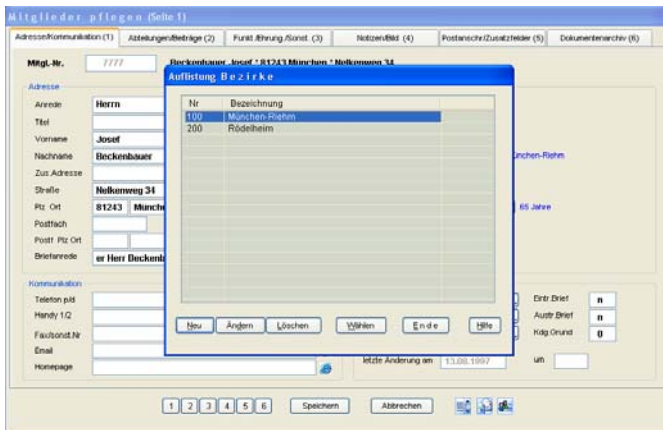 Mitglieder pflegen (Seite 1)
Adresse/Kommunikation (1) Abteilungen/Beiträge (2) Funkt./Ehrung./Sonst. (3) Notizen/Bild (4) Postanschr./Zusatzfelder (5) Dokumentenarchiv (6)
Mitgl.-Nr. 7777 Beckenbauer, Josef * 81243 München * Nelkenweg 34
Auflistung Bezirke
Nr Bezeichnung
100 München-Riehm
200 Rödelheim
Neu Ändern Löschen Wählen Ende Hilfe
Adresse
Anrede Herrn
Titel
Vorname Josef
Nachname Beckenbauer
Zus.Adresse
Straße Nelkenweg 34
Plz Ort 81243 Münch
65 Jahre
Postfach
Postf Plz Ort
Briefanrede er Herr Deckenb
Kommunikation
Telefon p/d
Handy 1/2
Fax/sonst.Nr
Email
Homepage
Eintr.Brief n
Austr.Brief n
Kdg.Grund 0
letzte Änderung am 13.08.1997 um
1 2 3 4 5 6 Speichern Abbrechen